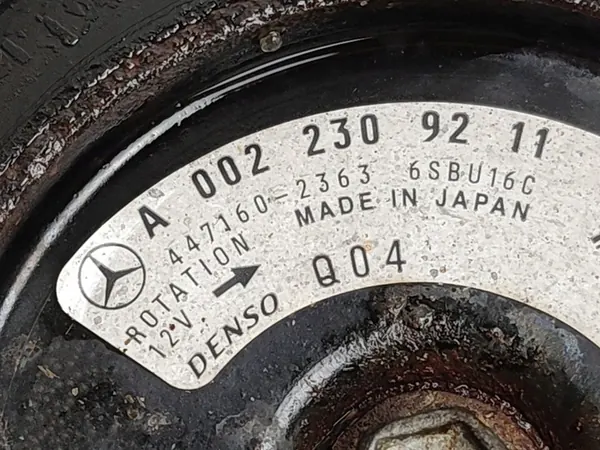 A 002 230 92 11
447160-2363 6SBU16C
ROTATION MADE IN JAPAN
12V
DENSO Q04